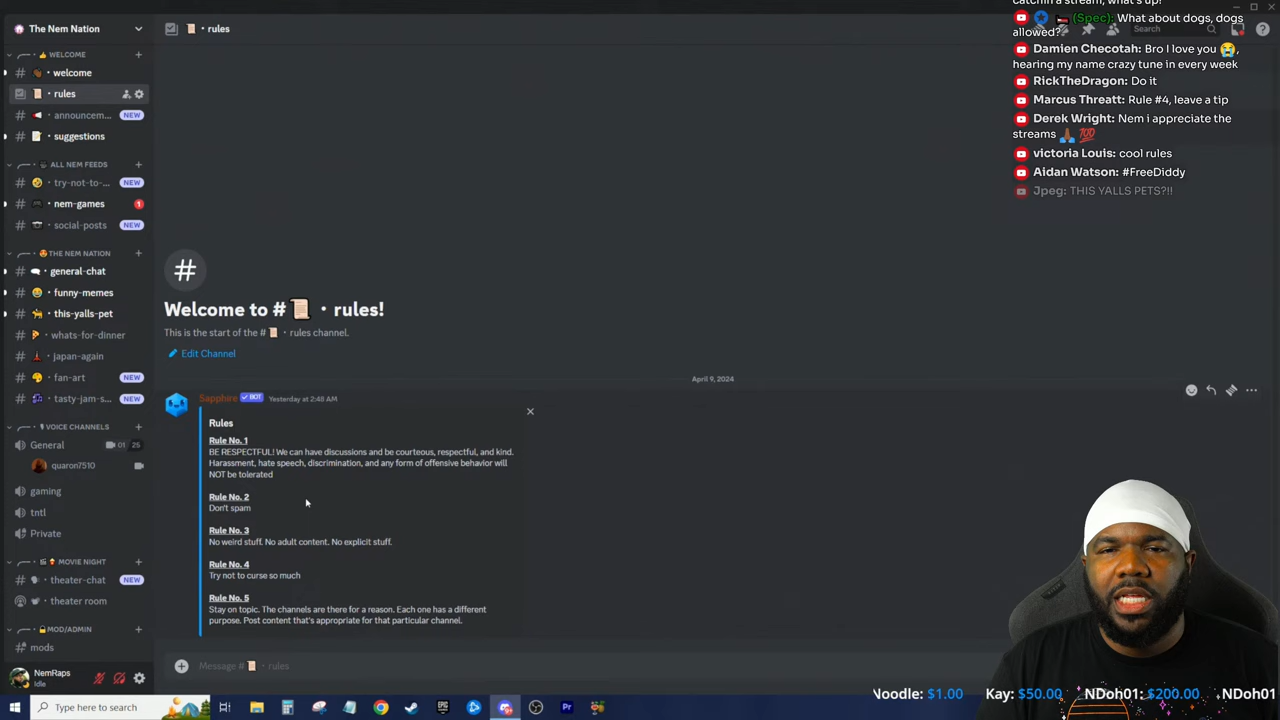 The Nem Nation
WELCOME
welcome
rules
announcem...
NEW
suggestions
ALL NEM FEEDS
try-not-to-...
NEW
nem-games
1
social-posts
NEW
THE NEM NATION
general-chat
funny-memes
this-yalls-pet
whats-for-dinner
japan-again
fan-art
NEW
tasty-jam-s...
NEW
VOICE CHANNELS
General
01 25
quaron7510
gaming
tntl
Private
MOVIE NIGHT
theater-chat
NEW
theater room
MOD/ADMIN
mods
NemRaps
Idle
rules
Search
Welcome to # • rules!
This is the start of the # • rules channel.
Edit Channel
April 9, 2024
Sapphire ✓ BOT Yesterday at 2:48 AM
Rules
Rule No. 1
BE RESPECTFUL! We can have discussions and be courteous, respectful, and kind.
Harassment, hate speech, discrimination, and any form of offensive behavior will
NOT be tolerated
Rule No. 2
Don't spam
Rule No. 3
No weird stuff. No adult content. No explicit stuff.
Rule No. 4
Try not to curse so much
Rule No. 5
Stay on topic. The channels are there for a reason. Each one has a different
purpose. Post content that's appropriate for that particular channel.
Message # • rules
catchin a stream, what's up?
(Spec): What about dogs, dogs
allowed?
Damien Checotah: Bro I love you 😭,
hearing my name crazy tune in every week
RickTheDragon: Do it
Marcus Threatt: Rule #4, leave a tip
Derek Wright: Nem i appreciate the
streams 🙏🏾 💯
victoria Louis: cool rules
Aidan Watson: #FreeDiddy
Jpeg: THIS YALLS PETS?!!
Noodle: $1.00 Kay: $50.00 NDoh01: $200.00 NDoh01
Type here to search
EPIC
Pr